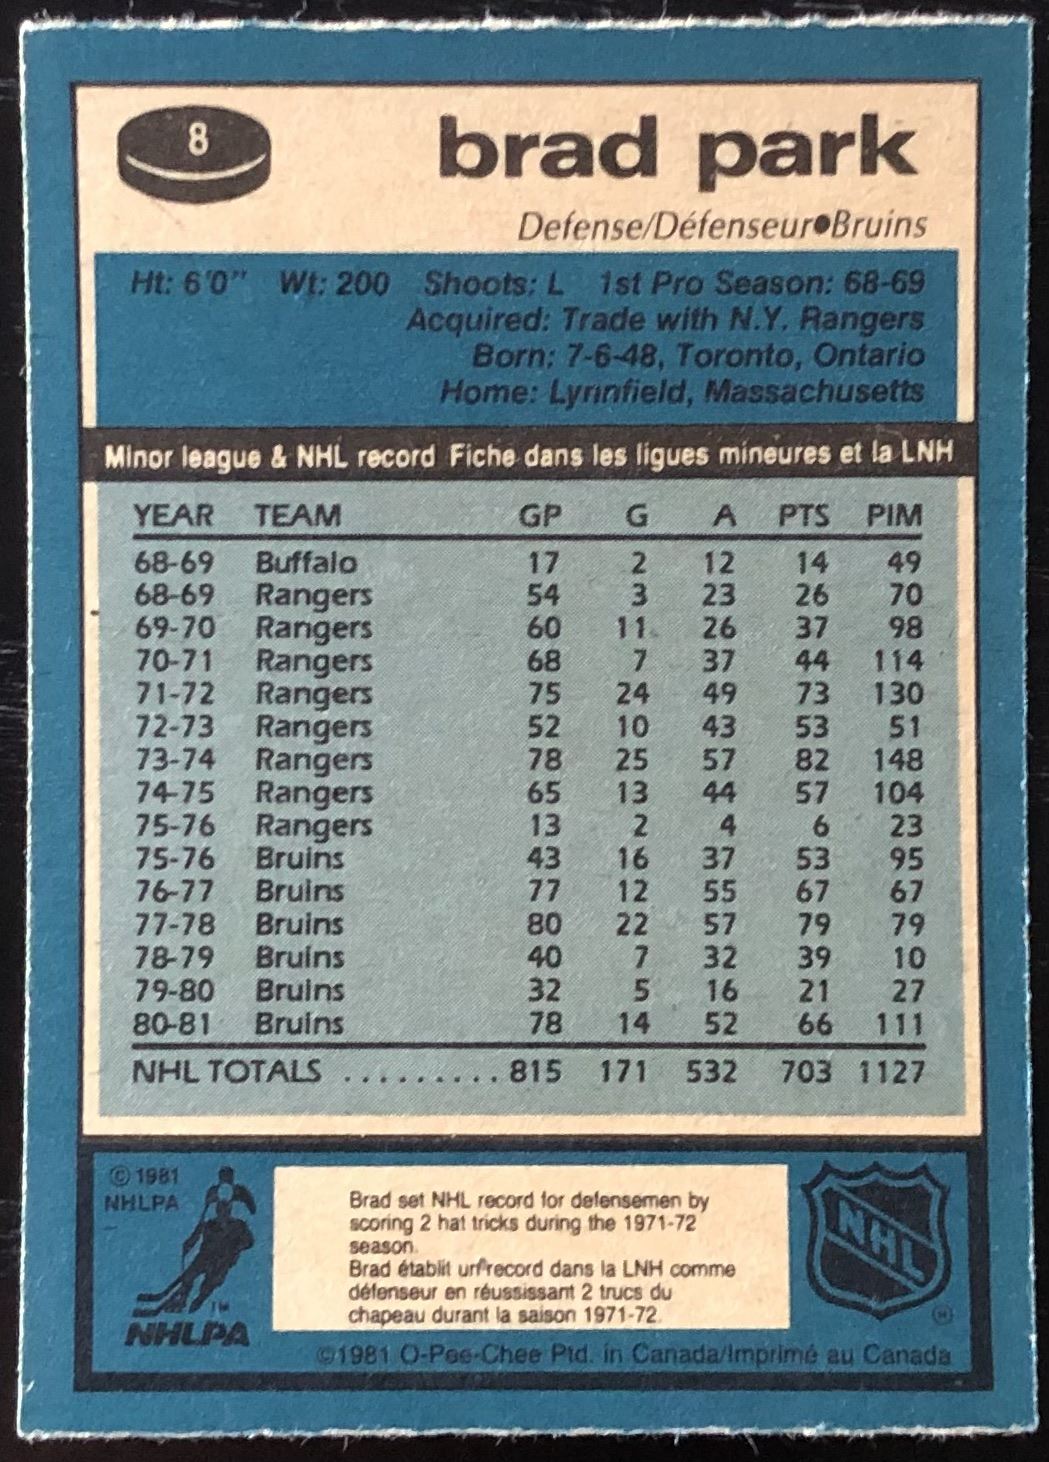 8
brad park
Defense/Défenseur●Bruins
Ht: 6'0" Wt: 200 Shoots: L 1st Pro Season: 68-69
Acquired: Trade with N.Y. Rangers
Born: 7-6-48, Toronto, Ontario
Home: Lynnfield, Massachusetts
Minor league & NHL record Fiche dans les ligues mineures et la LNH
YEAR TEAM GP G A PTS PIM
68-69 Buffalo 17 2 12 14 49
68-69 Rangers 54 3 23 26 70
69-70 Rangers 60 11 26 37 98
70-71 Rangers 68 7 37 44 114
71-72 Rangers 75 24 49 73 130
72-73 Rangers 52 10 43 53 51
73-74 Rangers 78 25 57 82 148
74-75 Rangers 65 13 44 57 104
75-76 Rangers 13 2 4 6 23
75-76 Bruins 43 16 37 53 95
76-77 Bruins 77 12 55 67 67
77-78 Bruins 80 22 57 79 79
78-79 Bruins 40 7 32 39 10
79-80 Bruins 32 5 16 21 27
80-81 Bruins 78 14 52 66 111
NHL TOTALS ......... 815 171 532 703 1127
© 1981
NHLPA
TM
NHLPA
Brad set NHL record for defensemen by
scoring 2 hat tricks during the 1971-72
season.
Brad établit un record dans la LNH comme
défenseur en réussissant 2 trucs du
chapeau durant la saison 1971-72.
NHL
©1981 O-Pee-Chee Ptd. in Canada/Imprimé au Canada